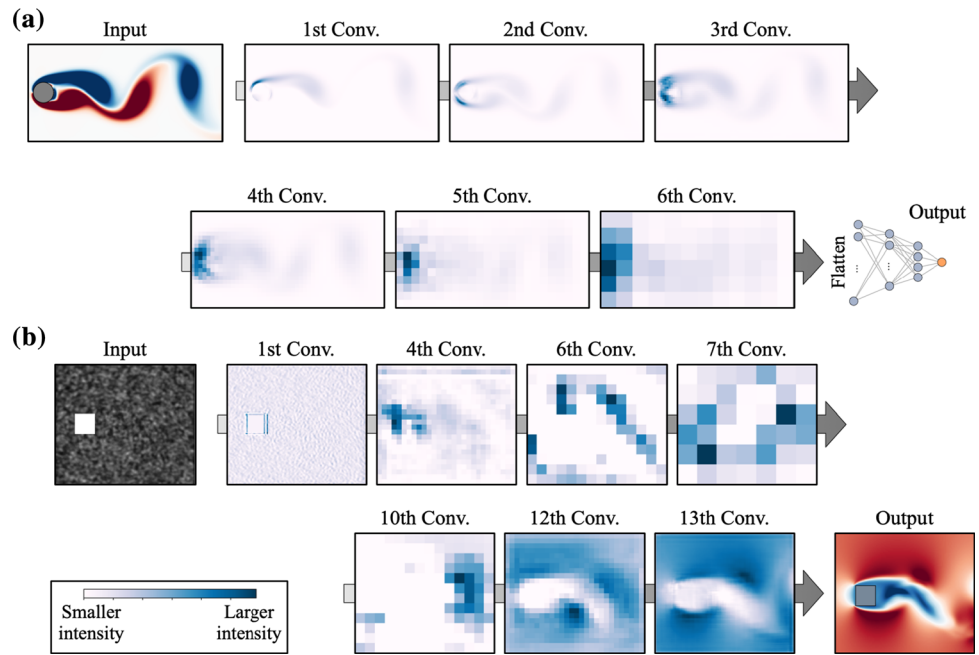 (a)
Input
1st Conv.
2nd Conv.
3rd Conv.
4th Conv.
5th Conv.
6th Conv.
Flatten
...
...
Output
(b)
Input
1st Conv.
4th Conv.
6th Conv.
7th Conv.
10th Conv.
12th Conv.
13th Conv.
Output
Smaller
intensity
Larger
intensity